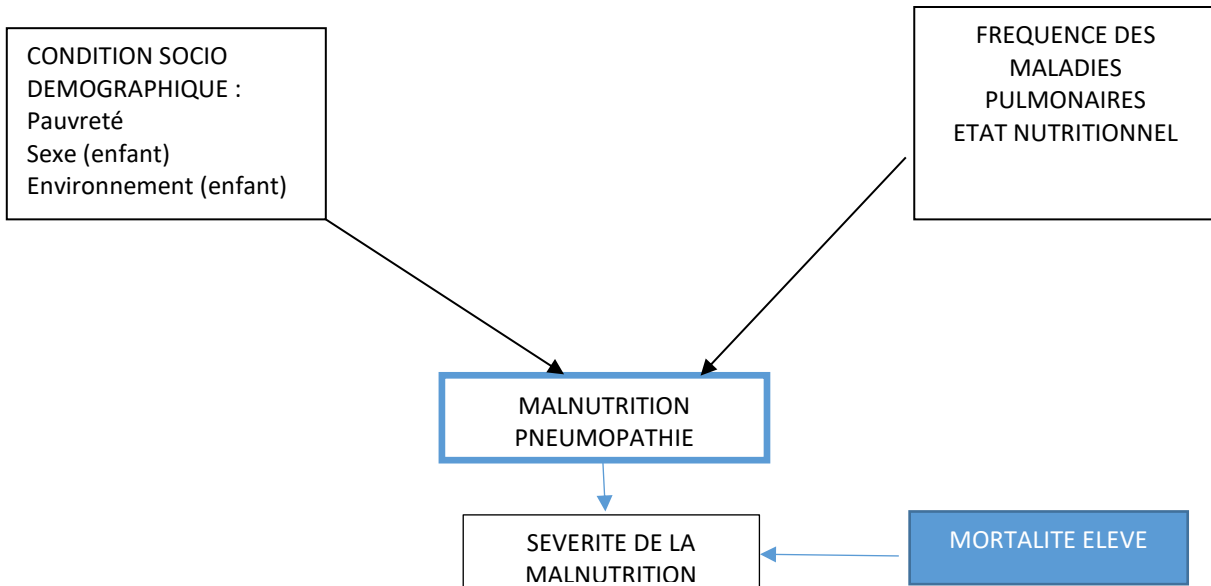 CONDITION SOCIO
DEMOGRAPHIQUE :
Pauvreté
Sexe (enfant)
Environnement (enfant)
FREQUENCE DES
MALADIES
PULMONAIRES
ETAT NUTRITIONNEL
MALNUTRITION
PNEUMOPATHIE
SEVERITE DE LA
MALNUTRITION
MORTALITE ELEVE